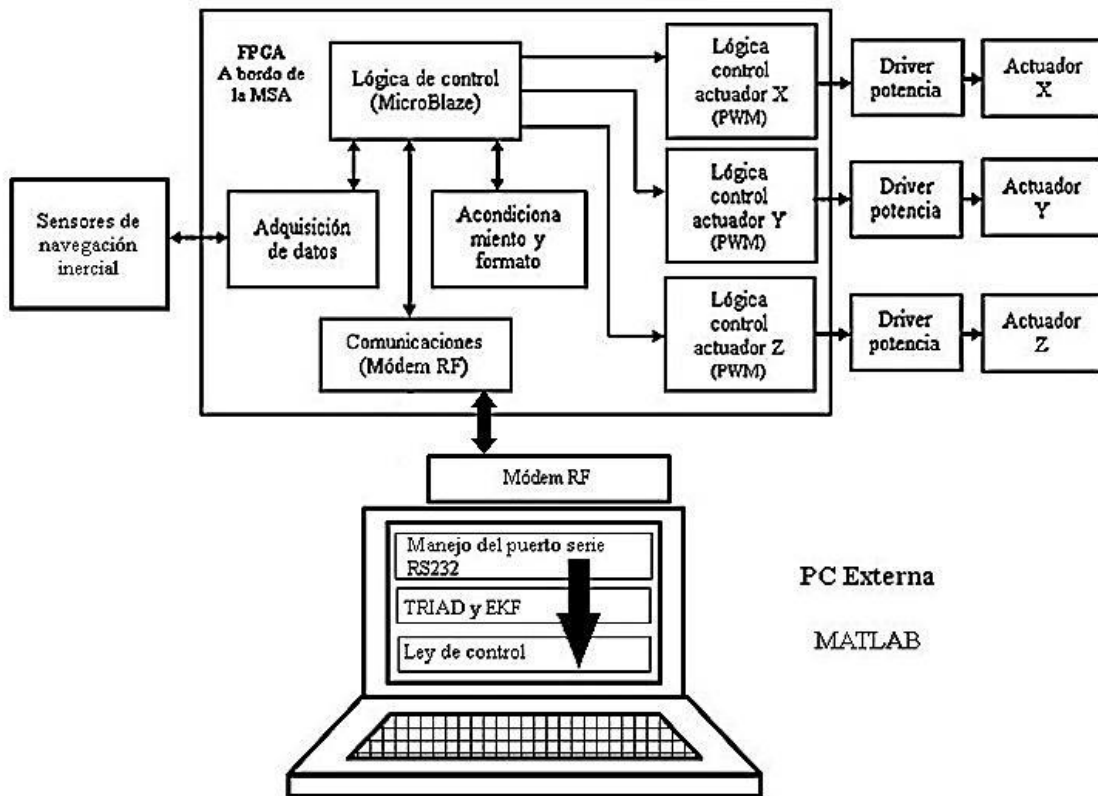 FPGA
A bordo de
la MSA
Lógica de control
(MicroBlaze)
Lógica
control
actuador X
(PWM)
Driver
potencia
Actuador
X
Sensores de
navegación
inercial
Adquisición
de datos
Acondiciona
miento y
formato
Lógica
control
actuador Y
(PWM)
Driver
potencia
Actuador
Y
Comunicaciones
(Módem RF)
Lógica
control
actuador Z
(PWM)
Driver
potencia
Actuador
Z
Módem RF
Manejo del puerto serie
RS232
TRIAD y EKF
Ley de control
PC Externa
MATLAB